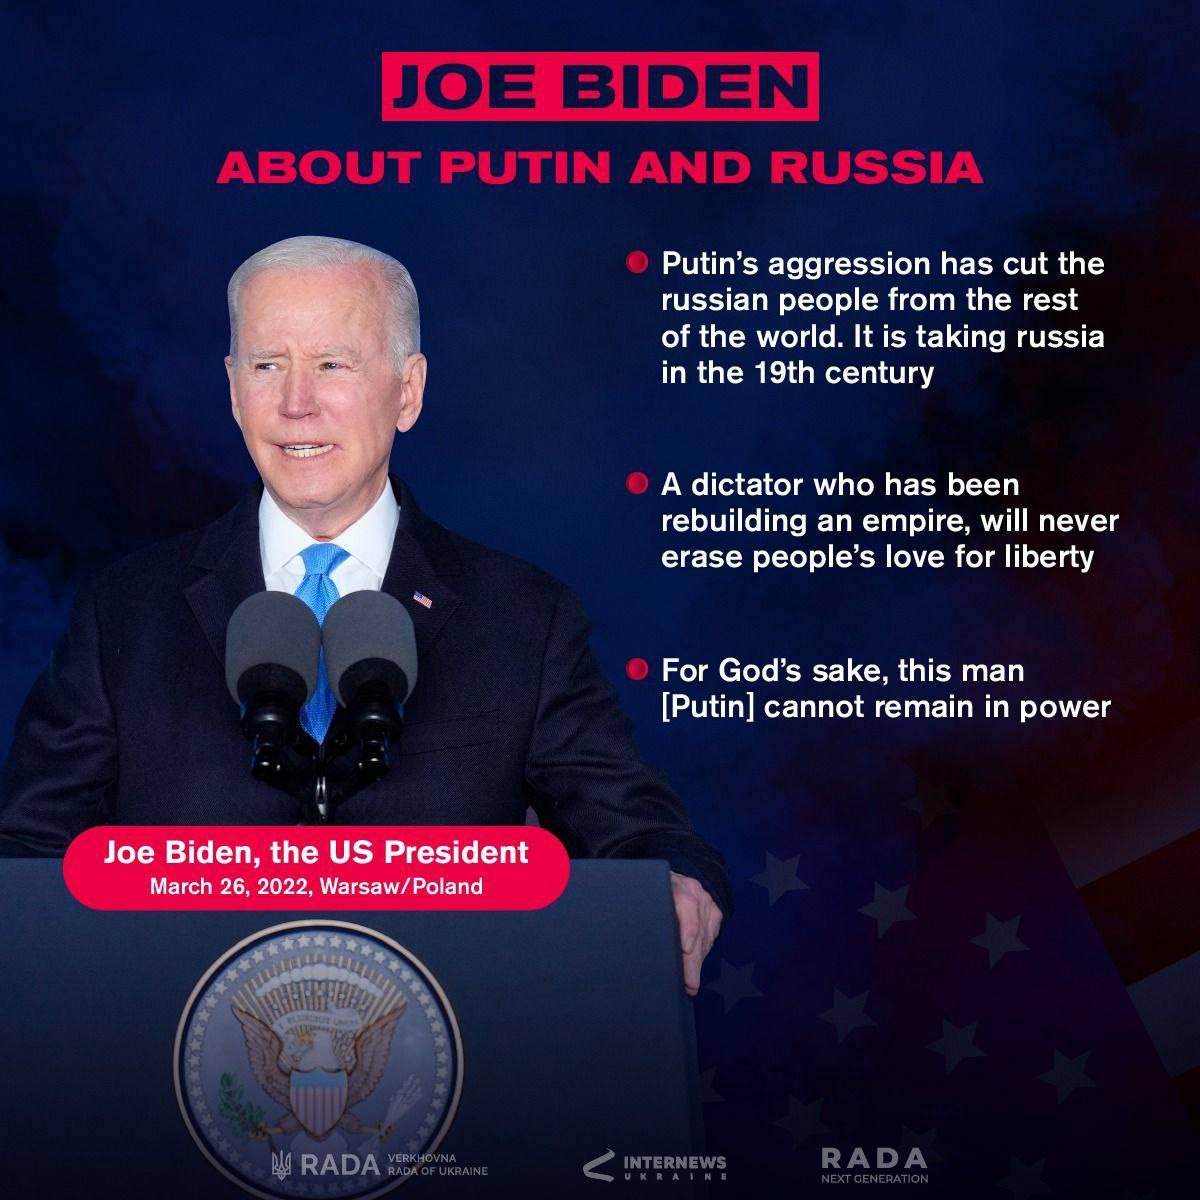 JOE BIDEN
ABOUT PUTIN AND RUSSIA
Putin's aggression has cut the
russian people from the rest
of the world. It is taking russia
in the 19th century
A dictator who has been
rebuilding an empire, will never
erase people's love for liberty
For God's sake, this man
[Putin] cannot remain in power
Joe Biden, the US President
March 26, 2022, Warsaw/Poland
E PLURIBUS UNUM
RADA VERKHOVNA
RADA OF UKRAINE
INTERNEWS
UKRAINE
RADA
NEXT GENERATION